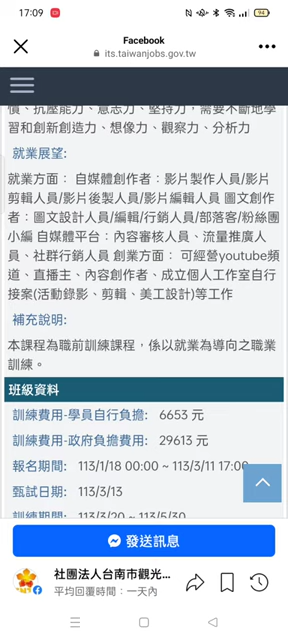 17:09
94
Facebook
its.taiwanjobs.gov.tw
慣、抗壓能力、意志力、堅持力，需要不斷地學
習和創新創造力、想像力、觀察力、分析力
就業展望:
就業方面： 自媒體創作者：影片製作人員/影片
剪輯人員/影片後製人員/影片編輯人員 圖文創作
者：圖文設計人員/編輯/行銷人員/部落客/粉絲團
小編 自媒體平台：內容審核人員、流量推廣人
員、社群行銷人員 創業方面： 可經營youtube頻
道、直播主、內容創作者、成立個人工作室自行
接案(活動錄影、剪輯、美工設計)等工作
補充說明:
本課程為職前訓練課程，係以就業為導向之職業
訓練。
班級資料
訓練費用-學員自行負擔: 6653 元
訓練費用-政府負擔費用: 29613 元
報名期間: 113/1/18 00:00 ~ 113/3/11 17:00
甄試日期: 113/3/13
訓練期間: 113/3/20 ~ 113/5/30
發送訊息
社團法人台南市觀光...
平均回覆時間：一天內